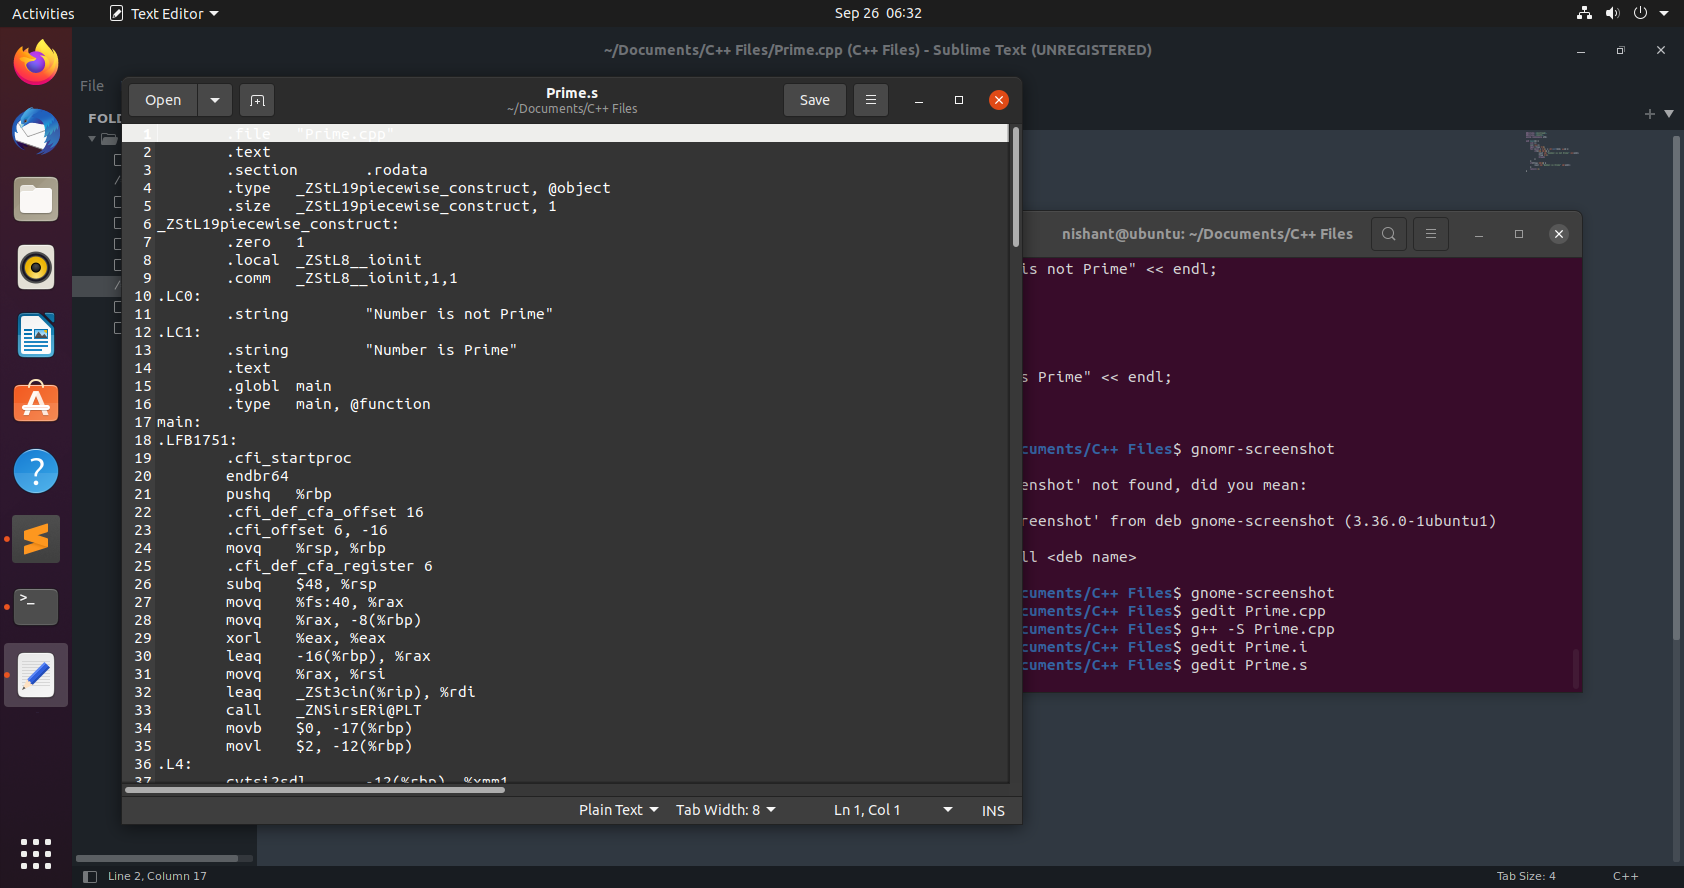 Activities
Text Editor
Sep 26 06:32
~/Documents/C++ Files/Prime.cpp (C++ Files) - Sublime Text (UNREGISTERED)
File
FOLD
Open
Prime.s
~/Documents/C++ Files
Save
1 .file "Prime.cpp"
2 .text
3 .section .rodata
4 .type _ZStL19piecewise_construct, @object
5 .size _ZStL19piecewise_construct, 1
6 _ZStL19piecewise_construct:
7 .zero 1
8 .local _ZStL8__ioinit
9 .comm _ZStL8__ioinit,1,1
10 .LC0:
11 .string "Number is not Prime"
12 .LC1:
13 .string "Number is Prime"
14 .text
15 .globl main
16 .type main, @function
17 main:
18 .LFB1751:
19 .cfi_startproc
20 endbr64
21 pushq %rbp
22 .cfi_def_cfa_offset 16
23 .cfi_offset 6, -16
24 movq %rsp, %rbp
25 .cfi_def_cfa_register 6
26 subq $48, %rsp
27 movq %fs:40, %rax
28 movq %rax, -8(%rbp)
29 xorl %eax, %eax
30 leaq -16(%rbp), %rax
31 movq %rax, %rsi
32 leaq _ZSt3cin(%rip), %rdi
33 call _ZNSirsERi@PLT
34 movb $0, -17(%rbp)
35 movl $2, -12(%rbp)
36 .L4:
37 cvtsi2sdl -12(%rbp), %xmm1
Plain Text
Tab Width: 8
Ln 1, Col 1
INS
nishant@ubuntu: ~/Documents/C++ Files
is not Prime" << endl;
s Prime" << endl;
cuments/C++ Files$ gnomr-screenshot
enshot' not found, did you mean:
reenshot' from deb gnome-screenshot (3.36.0-1ubuntu1)
ll <deb name>
cuments/C++ Files$ gnome-screenshot
cuments/C++ Files$ gedit Prime.cpp
cuments/C++ Files$ g++ -S Prime.cpp
cuments/C++ Files$ gedit Prime.i
cuments/C++ Files$ gedit Prime.s
Line 2, Column 17
Tab Size: 4
C++